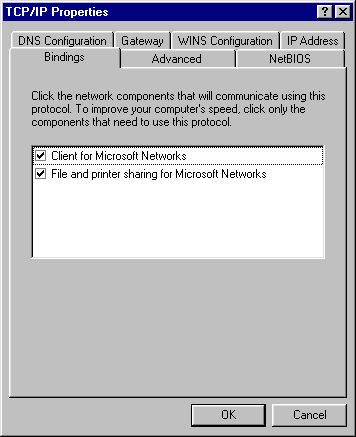 TCP/IP Properties
DNS Configuration Gateway WINS Configuration IP Address
Bindings Advanced NetBIOS
Click the network components that will communicate using this
protocol. To improve your computer's speed, click only the
components that need to use this protocol.
Client for Microsoft Networks
File and printer sharing for Microsoft Networks
OK Cancel